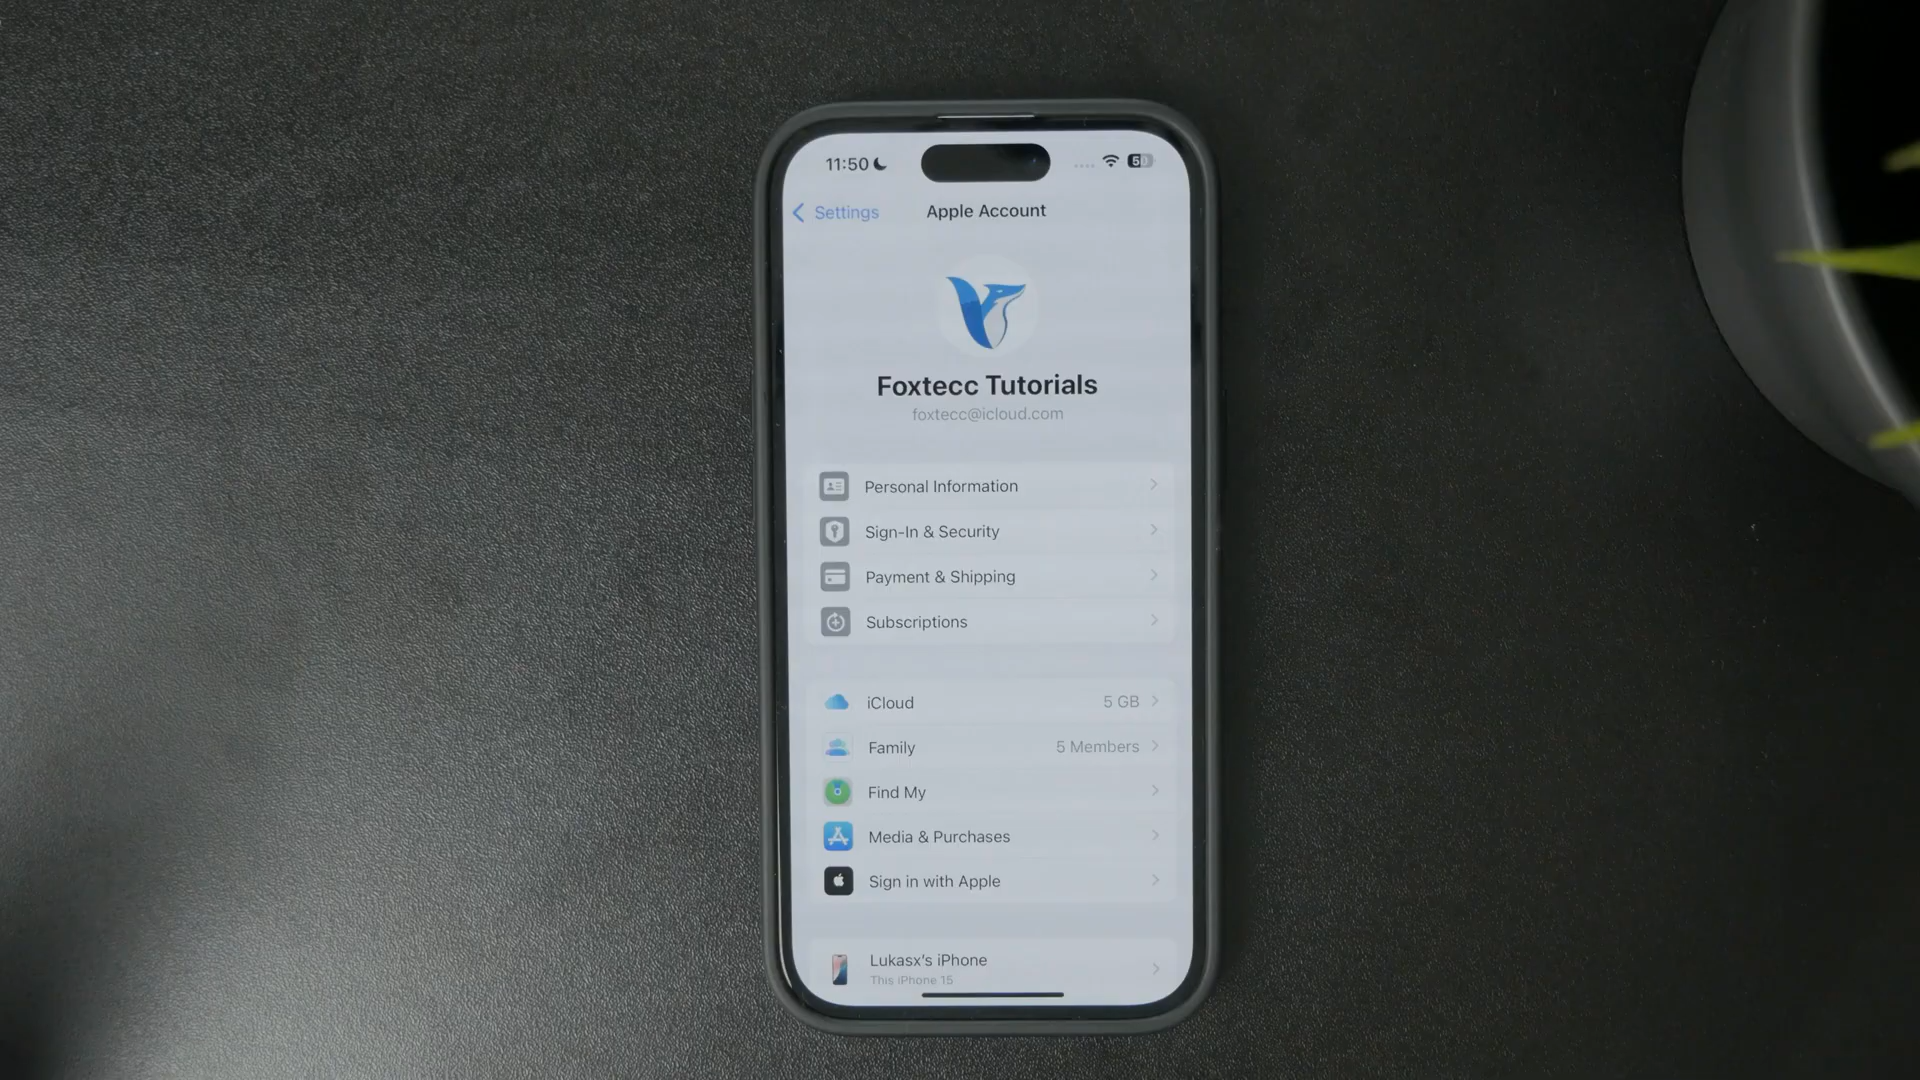 11:50
Settings Apple Account
Foxtecc Tutorials
foxtecc@icloud.com
Personal Information
Sign-In & Security
Payment & Shipping
Subscriptions
iCloud 5 GB
Family 5 Members
Find My
Media & Purchases
Sign in with Apple
Lukasx's iPhone
This iPhone 15